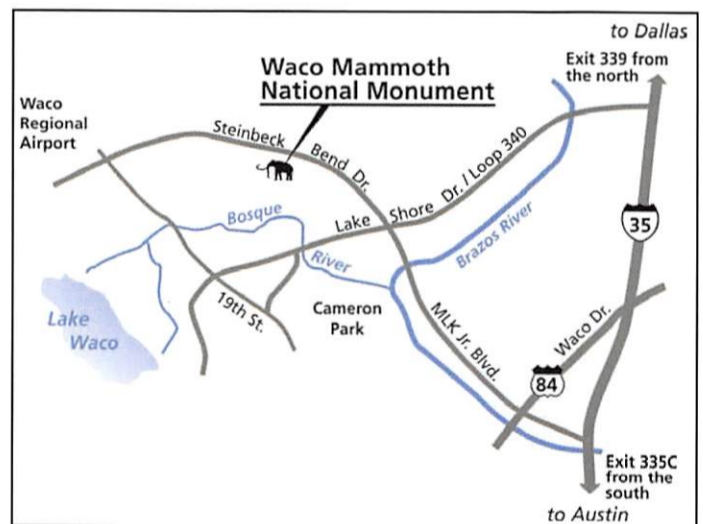 to Dallas
Exit 339 from
the north
Waco Mammoth
National Monument
Waco
Regional
Airport
Steinbeck Bend Dr.
Lake Shore Dr. / Loop 340
Bosque River
Brazos River
35
Lake
Waco
19th St.
Cameron
Park
MLK Jr. Blvd.
Waco Dr.
84
Exit 335C
from the
south
to Austin